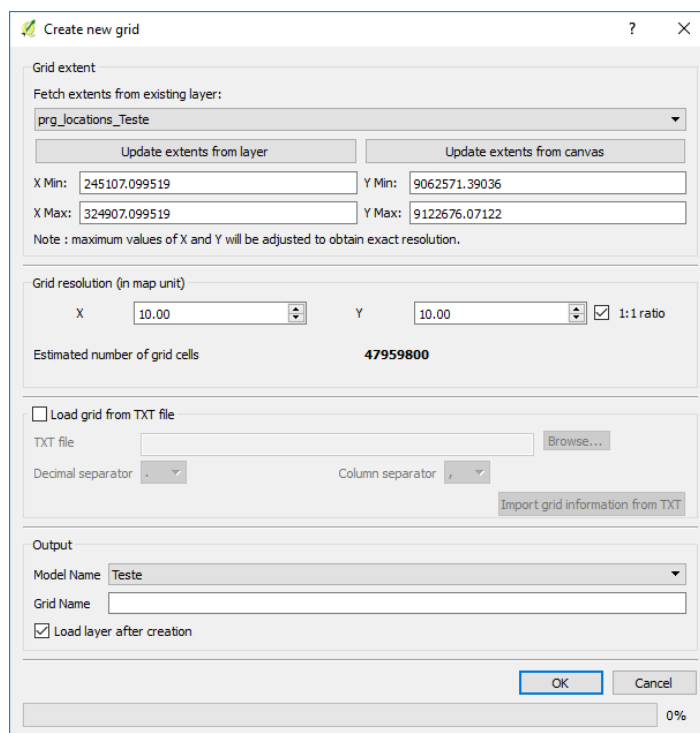 Create new grid ? X
Grid extent
Fetch extents from existing layer:
prg_locations_Teste
Update extents from layer Update extents from canvas
X Min: 245107.099519 Y Min: 9062571.39036
X Max: 324907.099519 Y Max: 9122676.07122
Note : maximum values of X and Y will be adjusted to obtain exact resolution.
Grid resolution (in map unit)
X 10.00 Y 10.00 1:1 ratio
Estimated number of grid cells 47959800
Load grid from TXT file
TXT file Browse...
Decimal separator . Column separator ,
Import grid information from TXT
Output
Model Name Teste
Grid Name
Load layer after creation
OK Cancel
0%